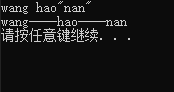 wang hao"nan"
wang----hao----nan
请按任意键继续. . .